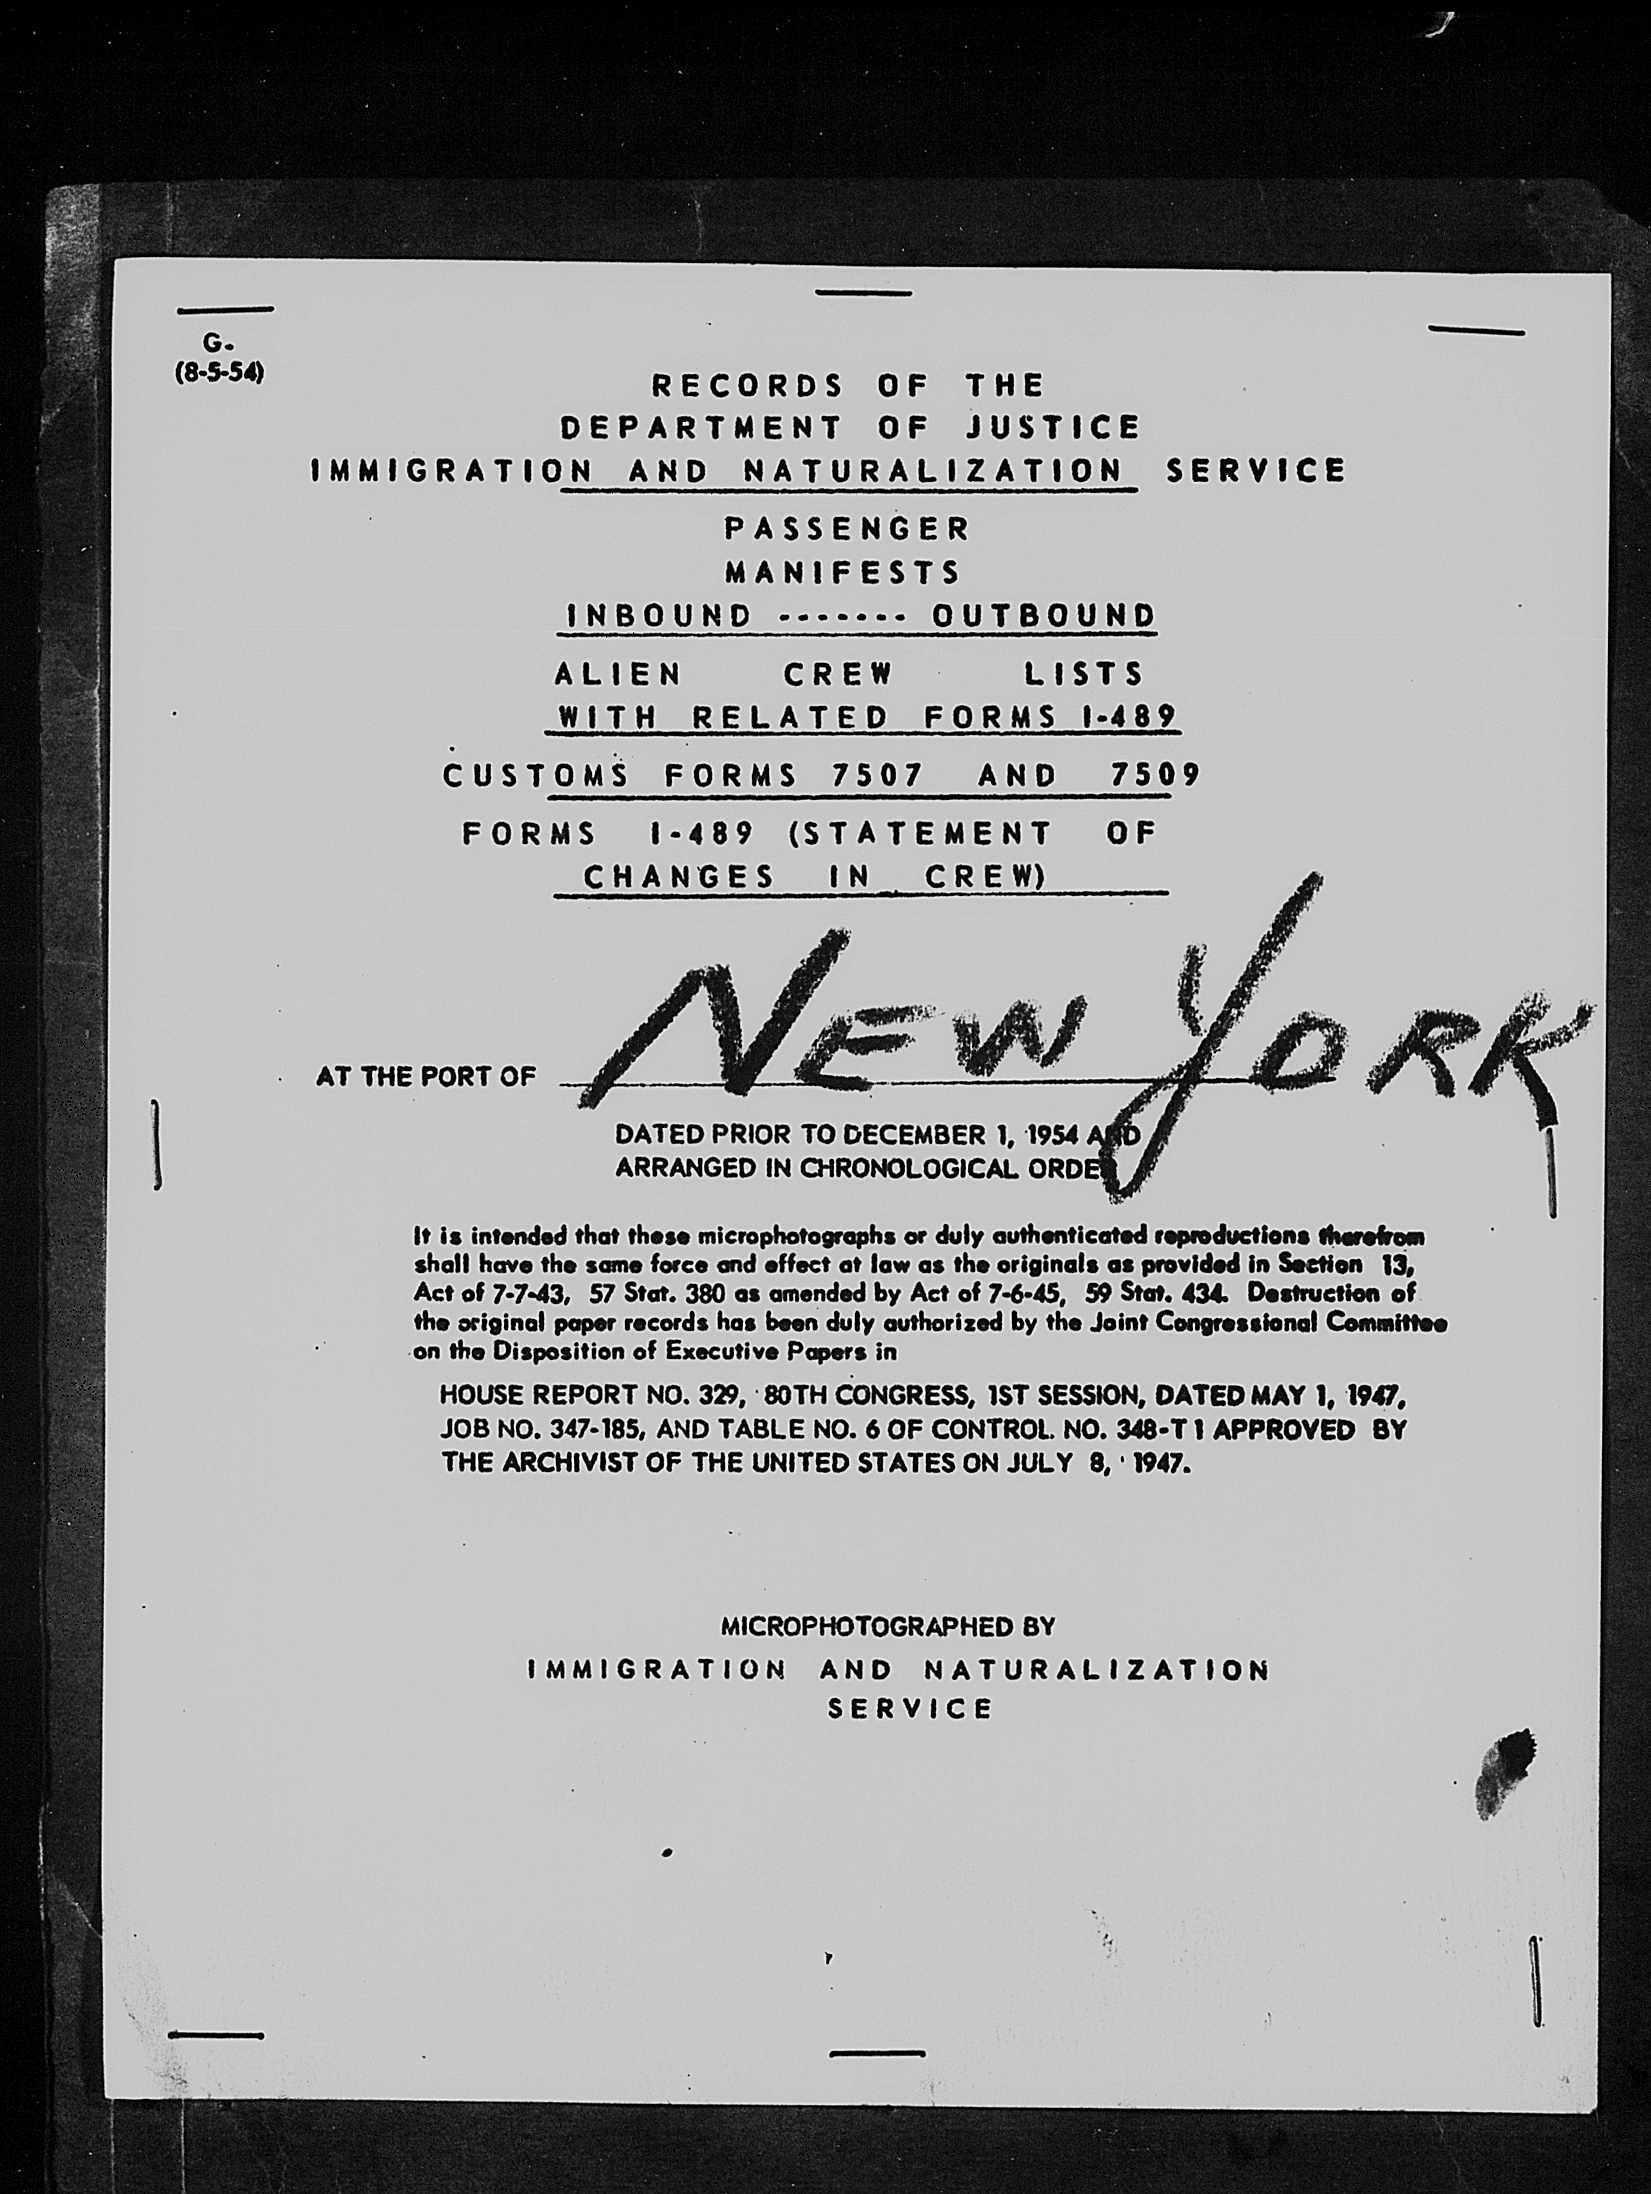 G.
(8-5-54)
RECORDS OF THE
DEPARTMENT OF JUSTICE
IMMIGRATION AND NATURALIZATION SERVICE
PASSENGER
MANIFESTS
INBOUND ------- OUTBOUND
ALIEN CREW LISTS
WITH RELATED FORMS I-489
CUSTOMS FORMS 7507 AND 7509
FORMS I-489 (STATEMENT OF
CHANGES IN CREW)
AT THE PORT OF NEW YORK
DATED PRIOR TO DECEMBER 1, 1954 AND
ARRANGED IN CHRONOLOGICAL ORDER
It is intended that these microphotographs or duly authenticated reproductions therefrom
shall have the same force and effect at law as the originals as provided in Section 13,
Act of 7-7-43, 57 Stat. 380 as amended by Act of 7-6-45, 59 Stat. 434. Destruction of
the original paper records has been duly authorized by the Joint Congressional Committee
on the Disposition of Executive Papers in
HOUSE REPORT NO. 329, 80TH CONGRESS, 1ST SESSION, DATED MAY 1, 1947,
JOB NO. 347-185, AND TABLE NO. 6 OF CONTROL NO. 348-T1 APPROVED BY
THE ARCHIVIST OF THE UNITED STATES ON JULY 8, 1947.
MICROPHOTOGRAPHED BY
IMMIGRATION AND NATURALIZATION
SERVICE